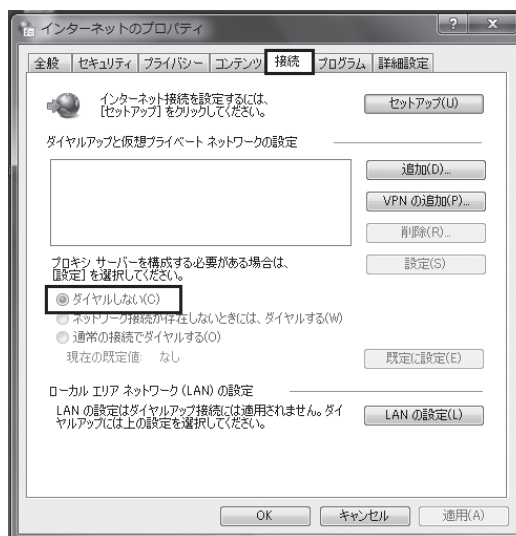 インターネットのプロパティ
全般 セキュリティ プライバシー コンテンツ 接続 プログラム 詳細設定
インターネット接続を設定するには、
[セットアップ] をクリックしてください。
セットアップ(U)
ダイヤルアップと仮想プライベート ネットワークの設定
追加(D)...
VPN の追加(P)...
削除(R)...
プロキシ サーバーを構成する必要がある場合は、
[設定] を選択してください。
設定(S)
ダイヤルしない(C)
ネットワーク接続が存在しないときには、ダイヤルする(W)
通常の接続でダイヤルする(O)
現在の既定値: なし
既定に設定(E)
ローカル エリア ネットワーク (LAN) の設定
LAN の設定はダイヤルアップ接続には適用されません。ダイ
ヤルアップには上の設定を選択してください。
LAN の設定(L)
OK キャンセル 適用(A)